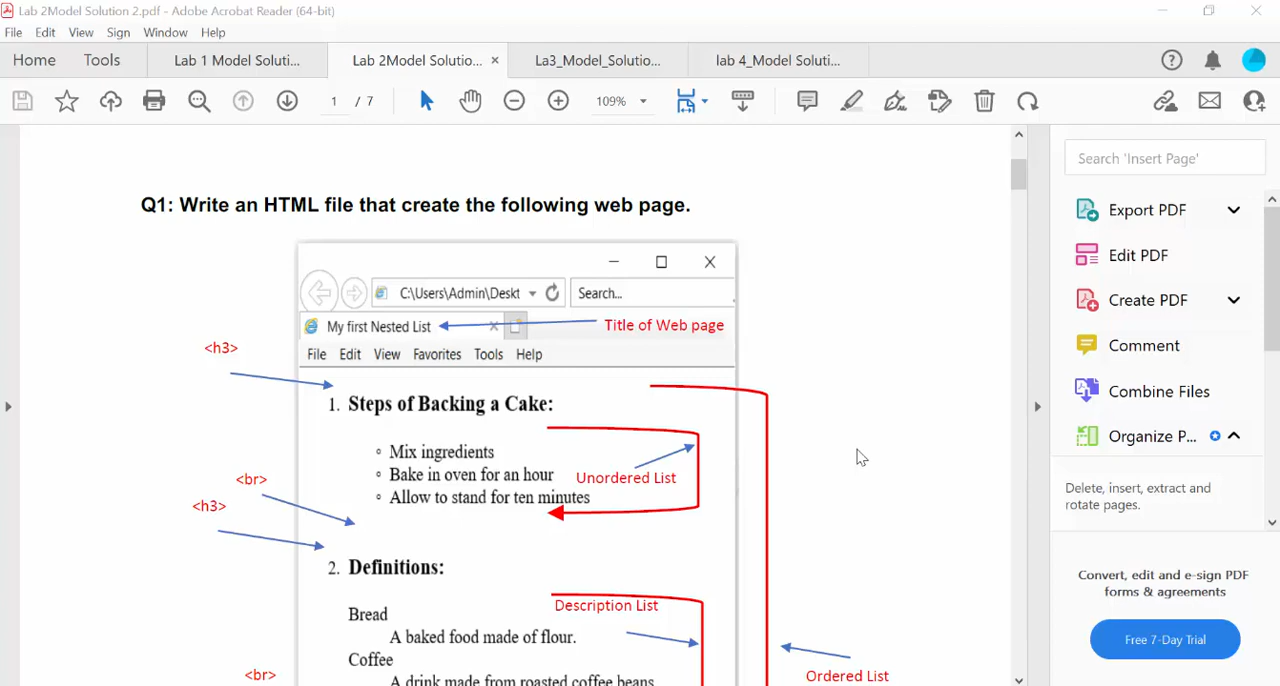 Lab 2Model Solution 2.pdf - Adobe Acrobat Reader (64-bit)
File Edit View Sign Window Help
Home Tools Lab 1 Model Soluti... Lab 2Model Solutio... × La3_Model_Solutio... lab 4_Model Soluti...
1 / 7 109%
Search 'Insert Page'
Q1: Write an HTML file that create the following web page.
Export PDF
Edit PDF
Create PDF
Comment
Combine Files
Organize P...
Delete, insert, extract and
rotate pages.
Convert, edit and e-sign PDF
forms & agreements
Free 7-Day Trial
C:\Users\Admin\Deskt Search...
My first Nested List Title of Web page
<h3>
File Edit View Favorites Tools Help
1. Steps of Backing a Cake:
◦ Mix ingredients
◦ Bake in oven for an hour
Unordered List
<br>
◦ Allow to stand for ten minutes
<h3>
2. Definitions:
Description List
Bread
A baked food made of flour.
Coffee
<br>
A drink made from roasted coffee beans.
Ordered List